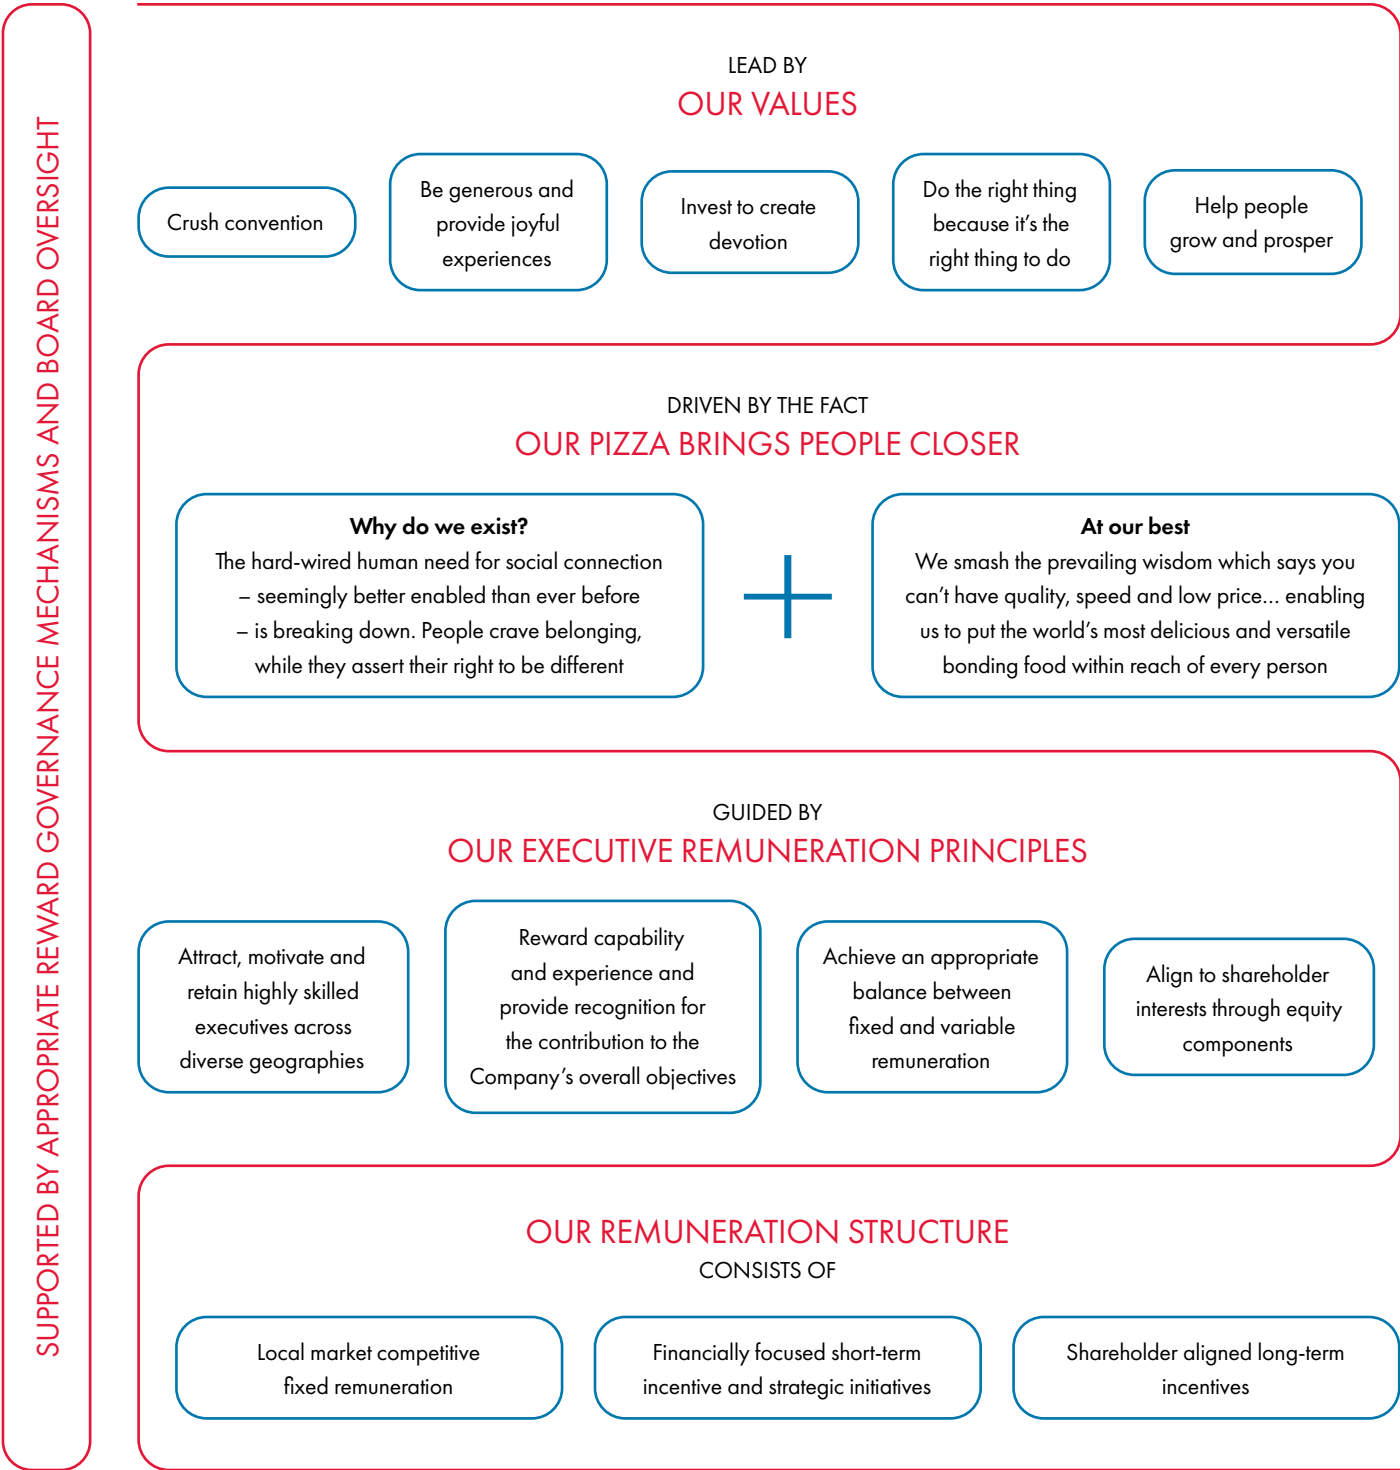 SUPPORTED BY APPROPRIATE REWARD GOVERNANCE MECHANISMS AND BOARD OVERSIGHT
LEAD BY
OUR VALUES
Crush convention
Be generous and
provide joyful
experiences
Invest to create
devotion
Do the right thing
because it's the
right thing to do
Help people
grow and prosper
DRIVEN BY THE FACT
OUR PIZZA BRINGS PEOPLE CLOSER
Why do we exist?
The hard-wired human need for social connection
– seemingly better enabled than ever before
– is breaking down. People crave belonging,
while they assert their right to be different
At our best
We smash the prevailing wisdom which says you
can't have quality, speed and low price... enabling
us to put the world's most delicious and versatile
bonding food within reach of every person
GUIDED BY
OUR EXECUTIVE REMUNERATION PRINCIPLES
Attract, motivate and
retain highly skilled
executives across
diverse geographies
Reward capability
and experience and
provide recognition for
the contribution to the
Company's overall objectives
Achieve an appropriate
balance between
fixed and variable
remuneration
Align to shareholder
interests through equity
components
OUR REMUNERATION STRUCTURE
CONSISTS OF
Local market competitive
fixed remuneration
Financially focused short-term
incentive and strategic initiatives
Shareholder aligned long-term
incentives